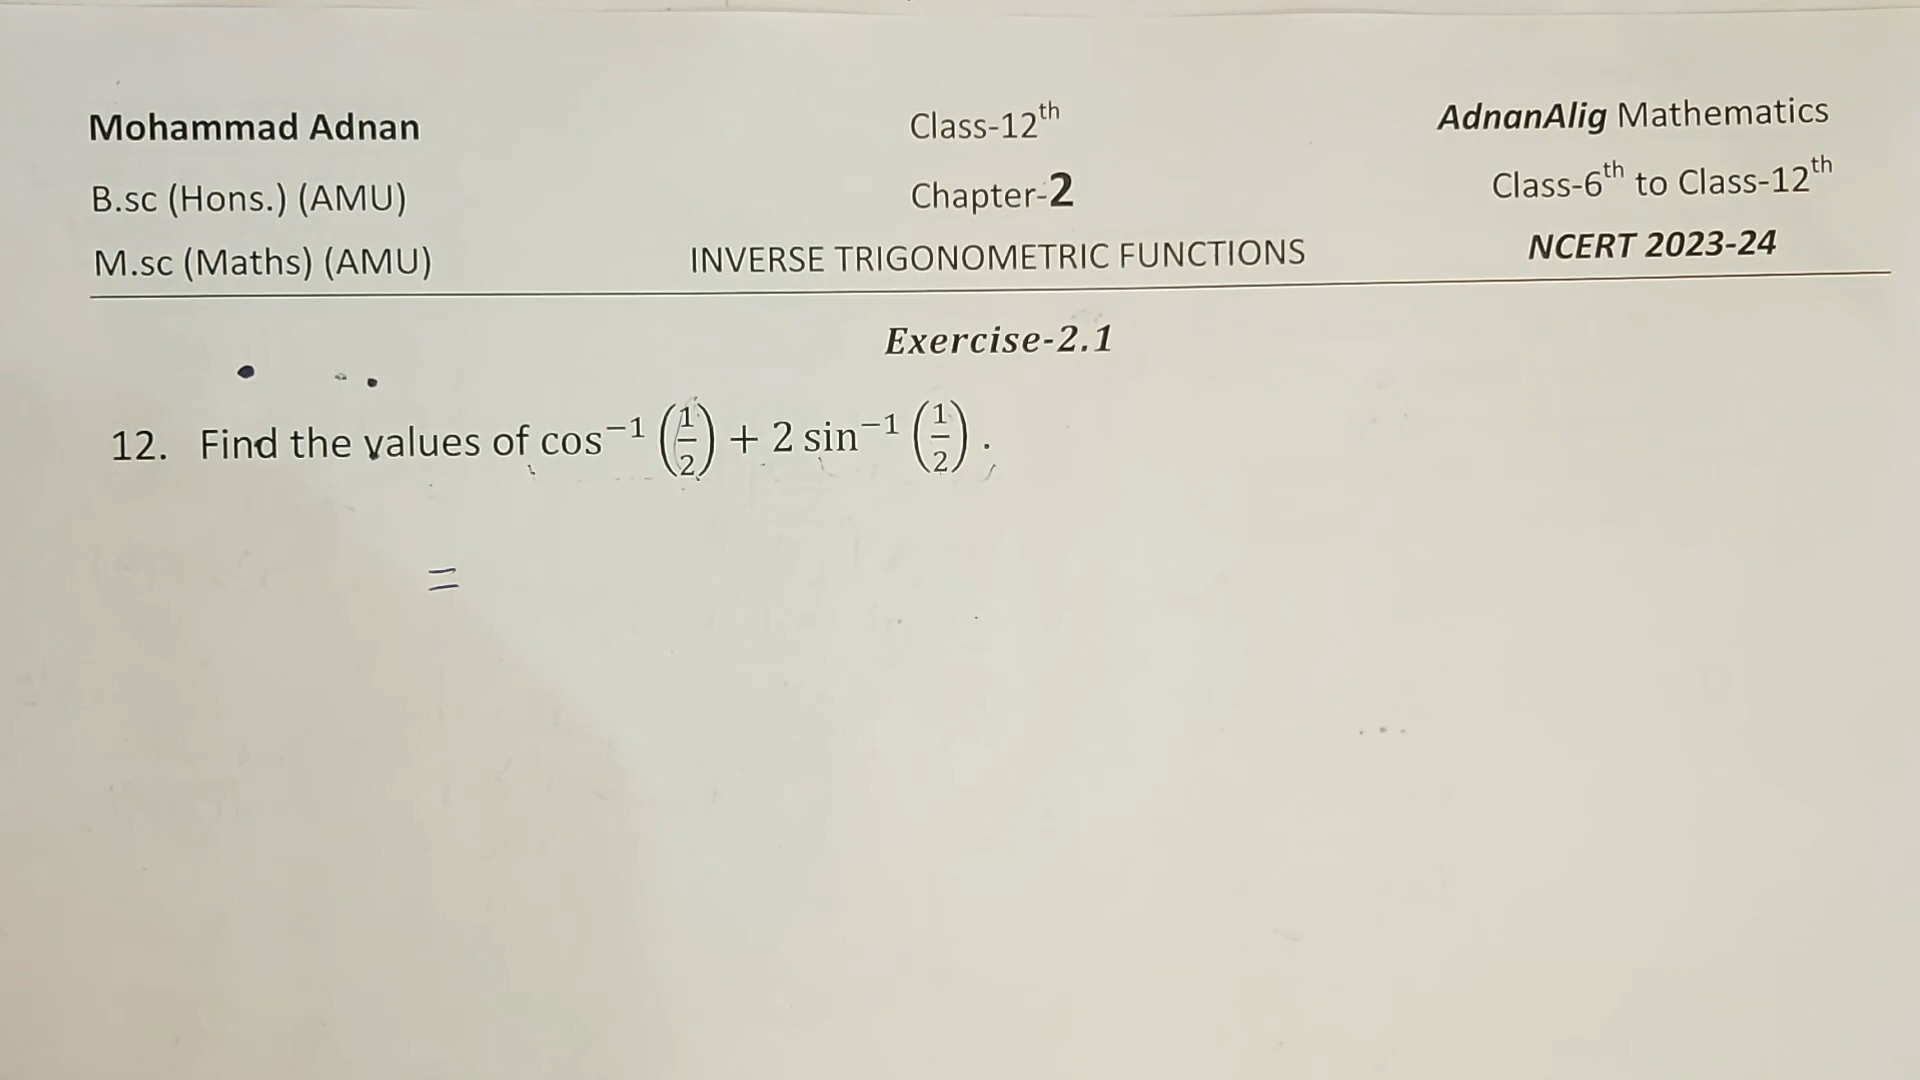 Mohammad Adnan Class-12th AdnanAlig Mathematics
B.sc (Hons.) (AMU) Chapter-2 Class-6th to Class-12th
M.sc (Maths) (AMU) INVERSE TRIGONOMETRIC FUNCTIONS NCERT 2023-24
Exercise-2.1
12. Find the values of cos⁻¹ (1/2) + 2 sin⁻¹ (1/2) .
=